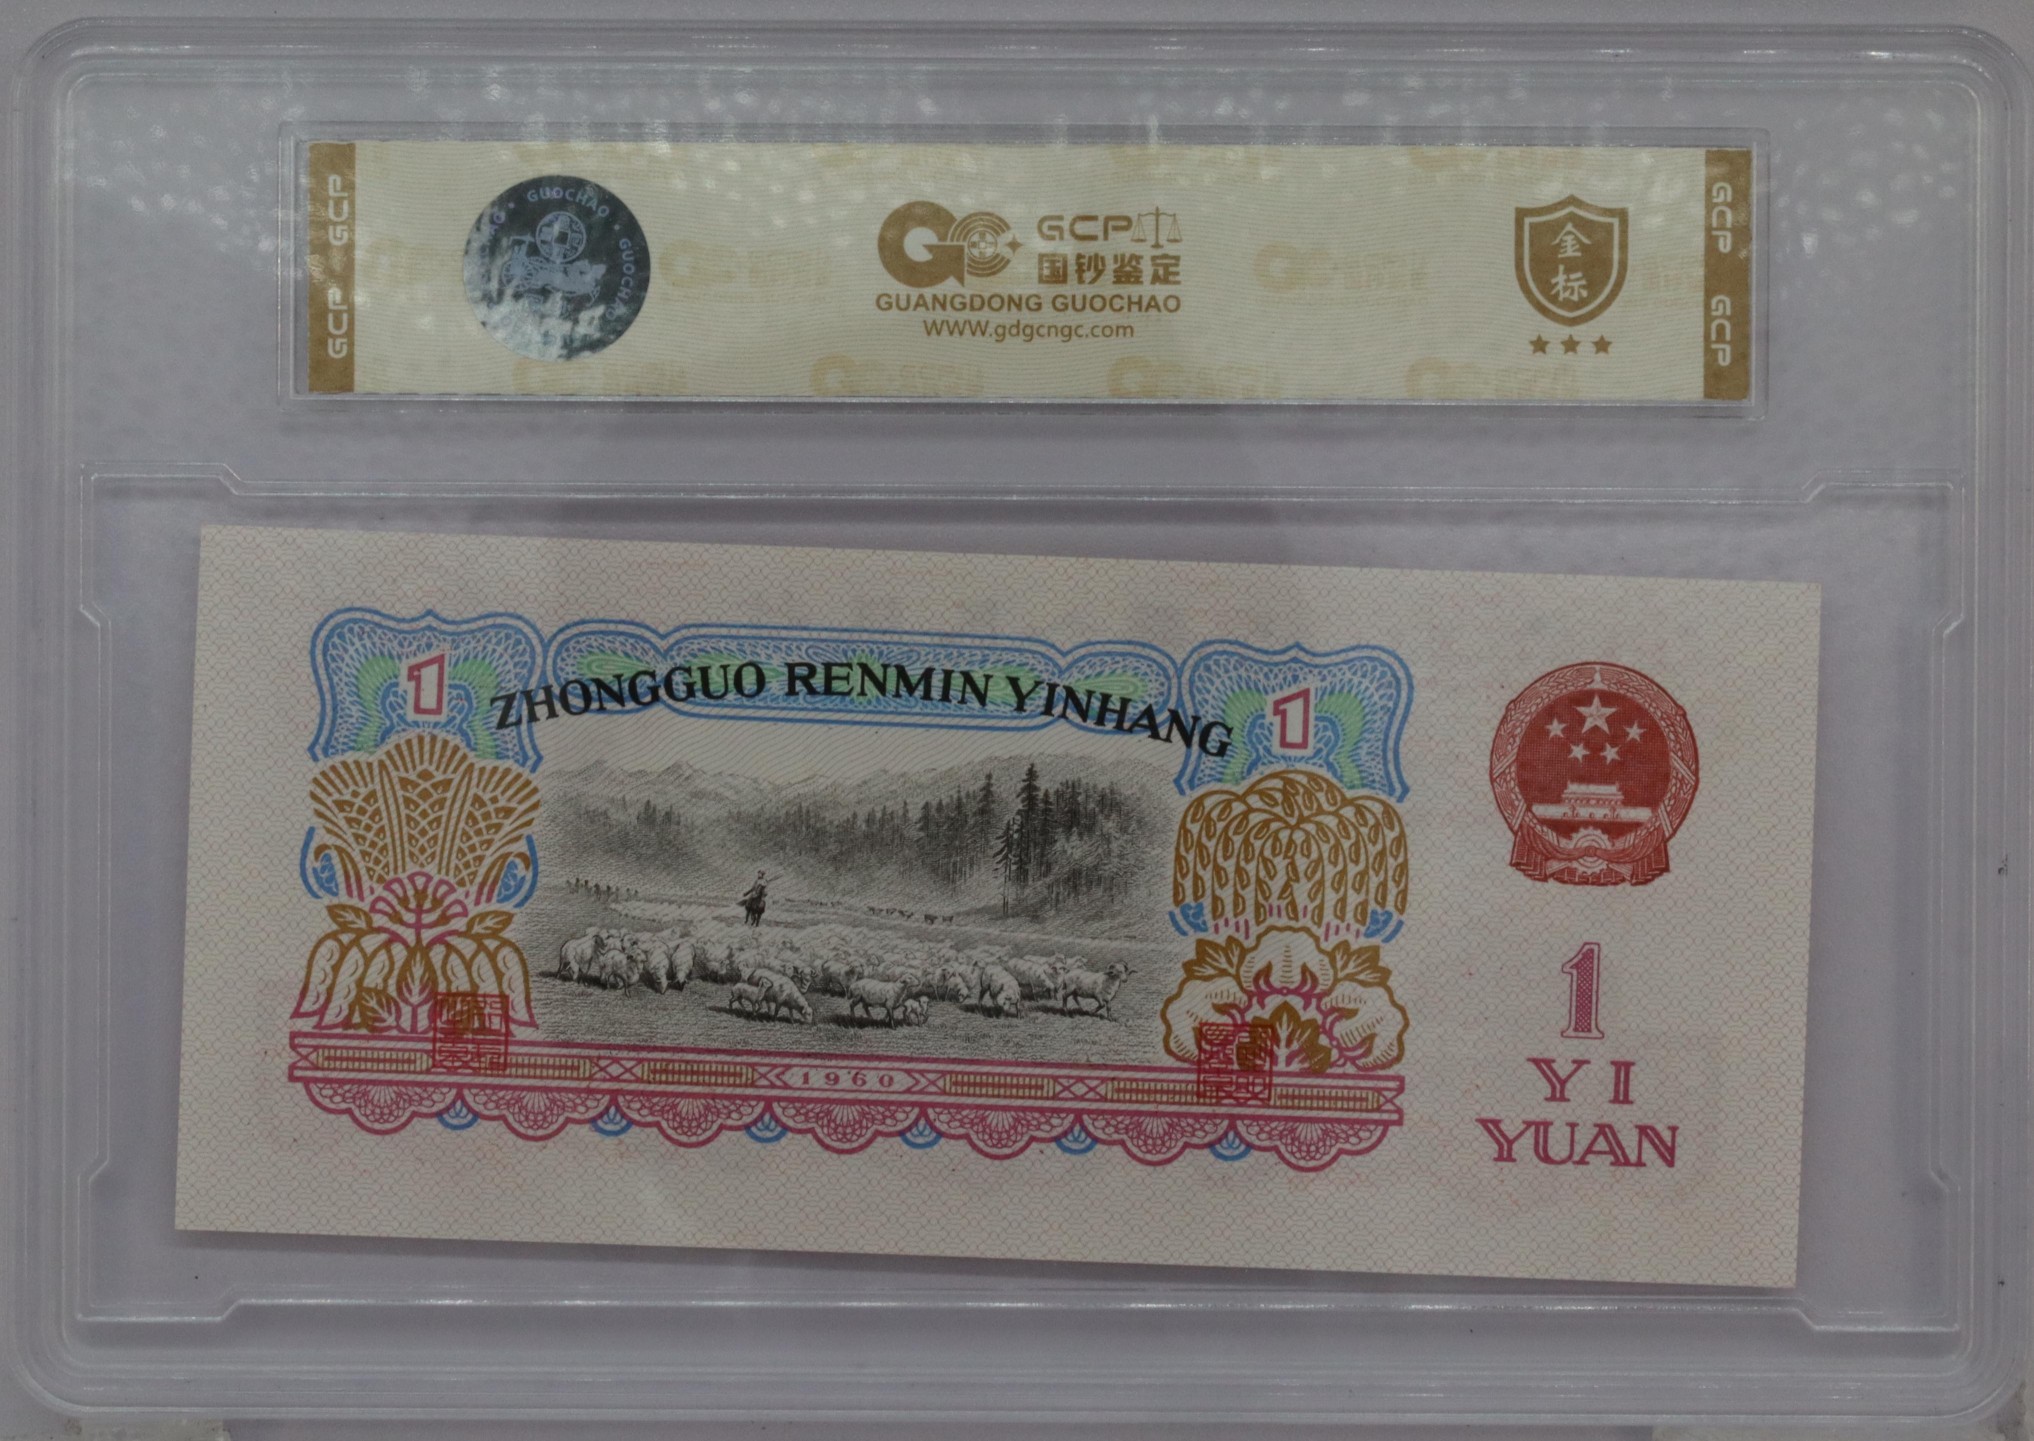 GCP GCP
GUOCHAO · GUOCHAO
GCP
国钞鉴定
GUANGDONG GUOCHAO
WWW.gdgcngc.com
金标
GCP GCP
1
ZHONGGUO RENMIN YINHANG
1
1960
1
YI
YUAN